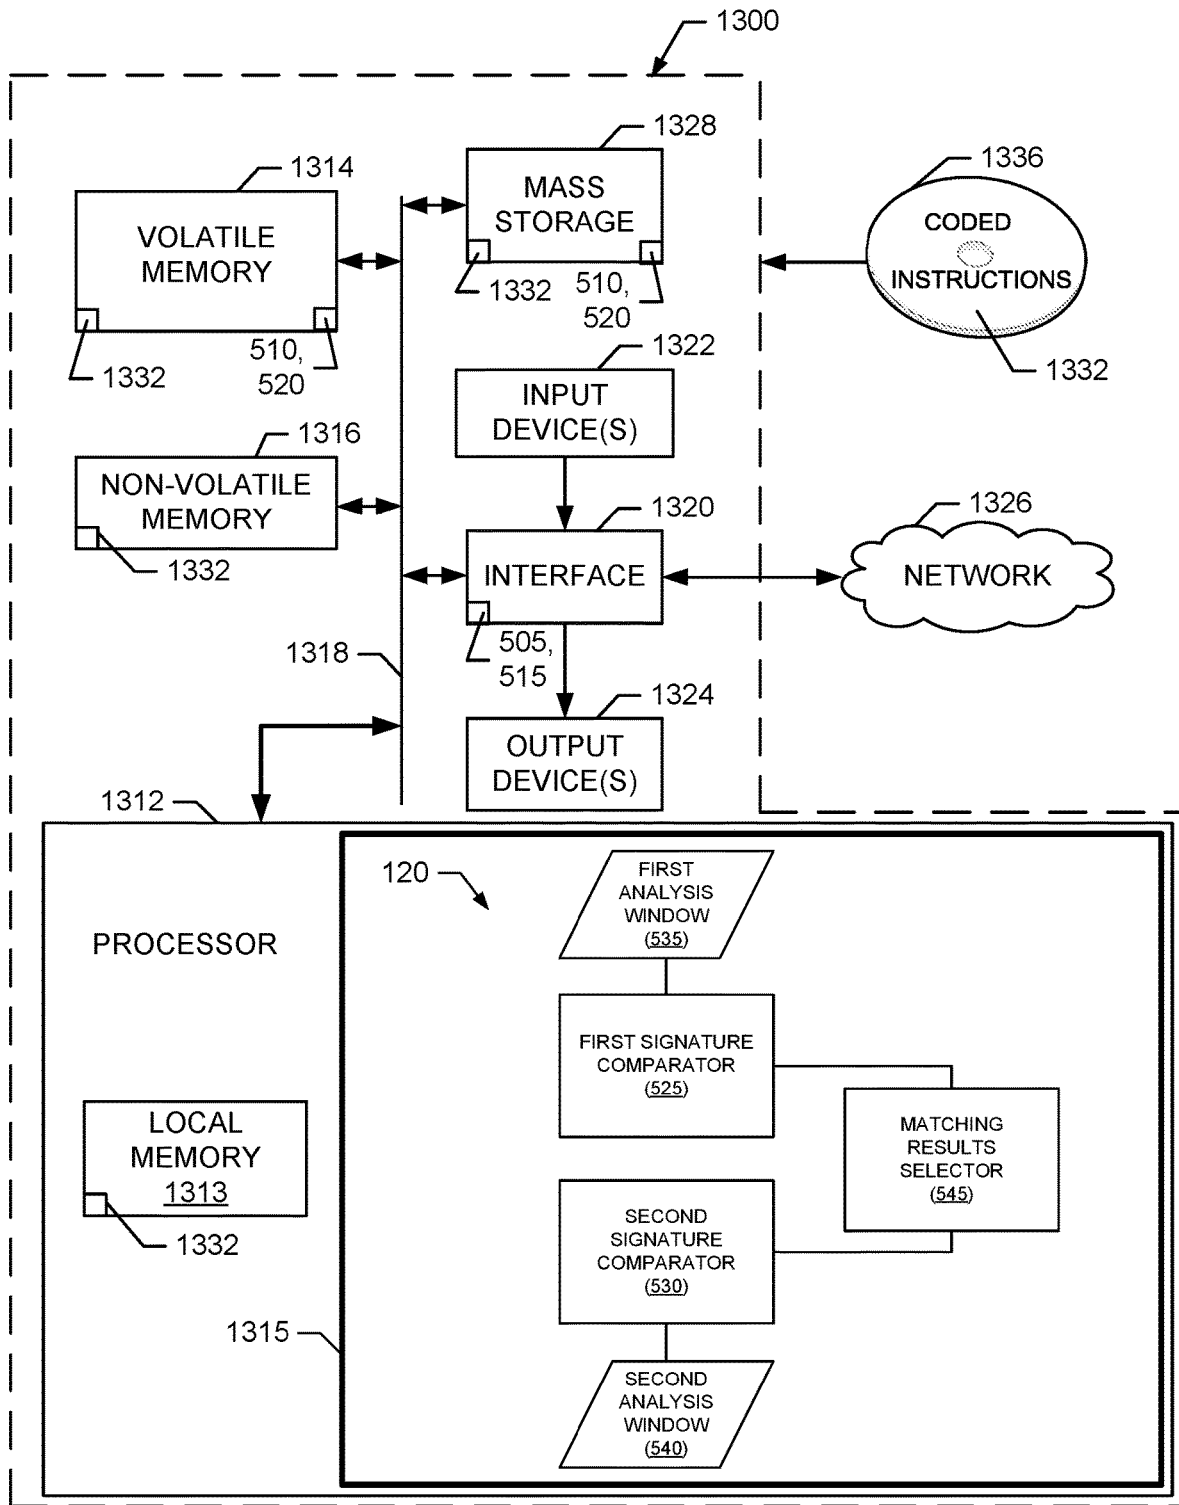 1300
1328
MASS
STORAGE
1332
510,
520
1314
VOLATILE
MEMORY
1332
510,
520
1336
CODED
INSTRUCTIONS
1332
1322
INPUT
DEVICE(S)
1316
NON-VOLATILE
MEMORY
1332
1320
INTERFACE
505,
515
1326
NETWORK
1318
1324
OUTPUT
DEVICE(S)
1312
PROCESSOR
LOCAL
MEMORY
1313
1332
1315
120
FIRST
ANALYSIS
WINDOW
(535)
FIRST SIGNATURE
COMPARATOR
(525)
MATCHING
RESULTS
SELECTOR
(545)
SECOND
SIGNATURE
COMPARATOR
(530)
SECOND
ANALYSIS
WINDOW
(540)